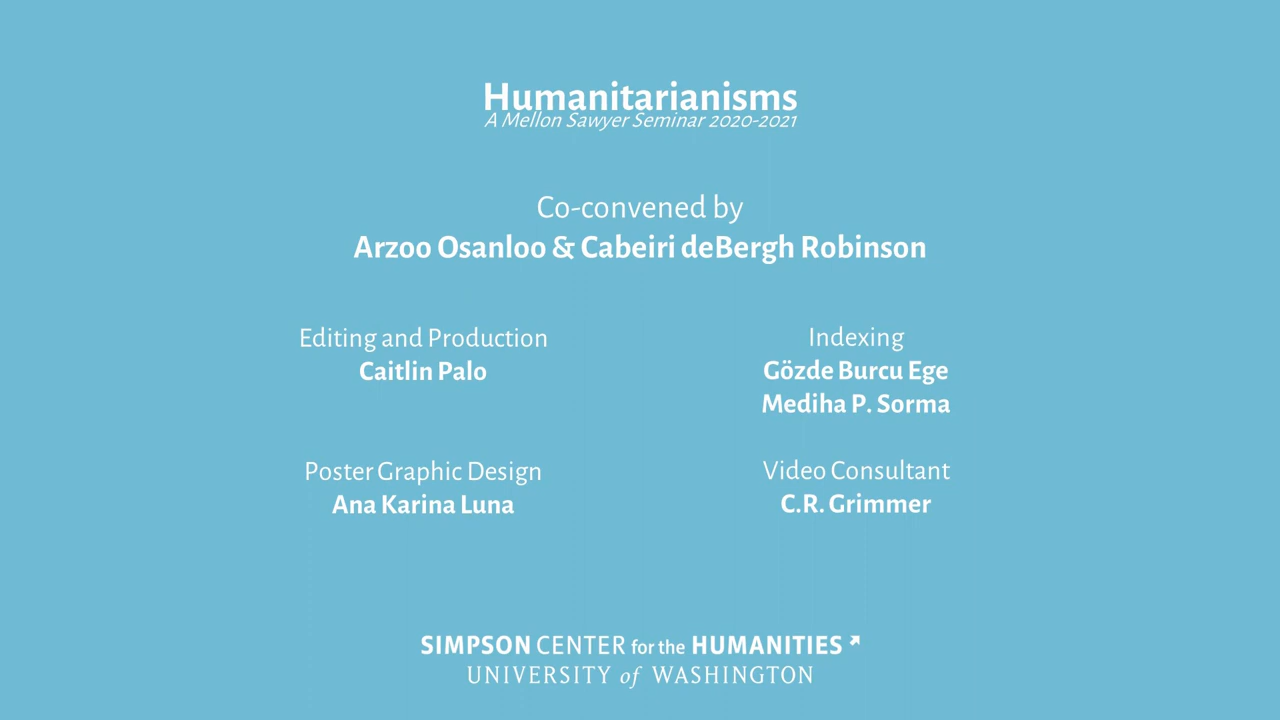 Humanitarianisms
A Mellon Sawyer Seminar 2020-2021
Co-convened by
Arzoo Osanloo & Cabeiri deBergh Robinson
Editing and Production
Caitlin Palo
Indexing
Gözde Burcu Ege
Mediha P. Sorma
Poster Graphic Design
Ana Karina Luna
Video Consultant
C.R. Grimmer
SIMPSON CENTER for the HUMANITIES
UNIVERSITY of WASHINGTON